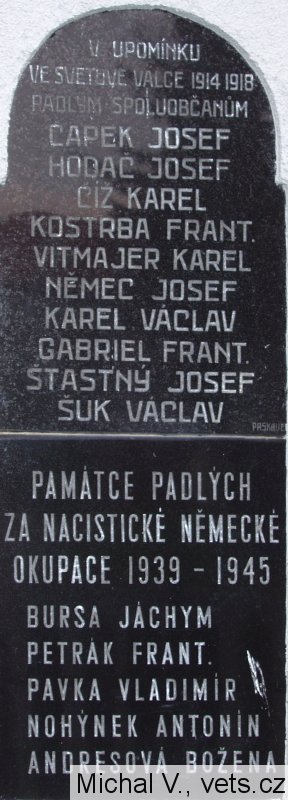 V UPOMÍNKU
VE SVĚTOVÉ VÁLCE 1914 1918
PADLÝM SPOLUOBČANŮM
ČAPEK JOSEF
HODAČ JOSEF
ČÍŽ KAREL
KOSTRBA FRANT.
VITMAJER KAREL
NĚMEC JOSEF
KAREL VÁCLAV
GABRIEL FRANT.
ŠŤASTNÝ JOSEF
ŠUK VÁCLAV
PAMÁTCE PADLÝCH
ZA NACISTICKÉ NĚMECKÉ
OKUPACE 1939 - 1945
BURSA JÁCHYM
PETRÁK FRANT.
PAVKA VLADIMÍR
NOHÝNEK ANTONÍN
ANDRESOVÁ BOŽENA
Michal V., vets.cz